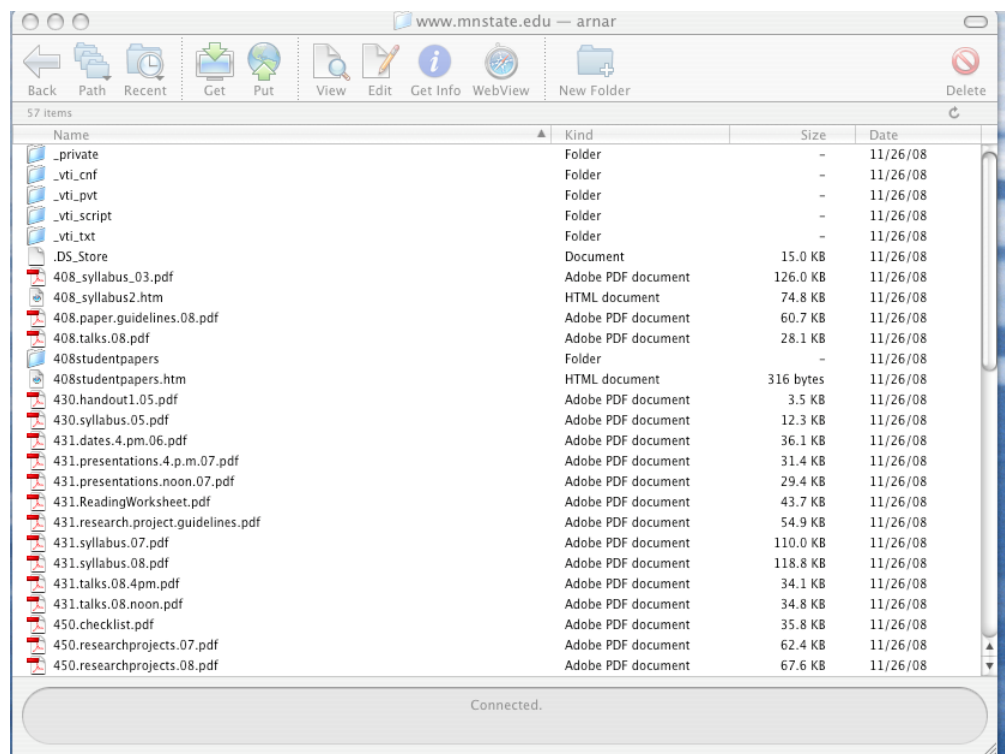 www.mnstate.edu — arnar
Back Path Recent Get Put View Edit Get Info WebView New Folder Delete
57 items
Name Kind Size Date
_private Folder – 11/26/08
_vti_cnf Folder – 11/26/08
_vti_pvt Folder – 11/26/08
_vti_script Folder – 11/26/08
_vti_txt Folder – 11/26/08
.DS_Store Document 15.0 KB 11/26/08
408_syllabus_03.pdf Adobe PDF document 126.0 KB 11/26/08
408_syllabus2.htm HTML document 74.8 KB 11/26/08
408.paper.guidelines.08.pdf Adobe PDF document 60.7 KB 11/26/08
408.talks.08.pdf Adobe PDF document 28.1 KB 11/26/08
408studentpapers Folder – 11/26/08
408studentpapers.htm HTML document 316 bytes 11/26/08
430.handout1.05.pdf Adobe PDF document 3.5 KB 11/26/08
430.syllabus.05.pdf Adobe PDF document 12.3 KB 11/26/08
431.dates.4.pm.06.pdf Adobe PDF document 36.1 KB 11/26/08
431.presentations.4.p.m.07.pdf Adobe PDF document 31.4 KB 11/26/08
431.presentations.noon.07.pdf Adobe PDF document 29.4 KB 11/26/08
431.ReadingWorksheet.pdf Adobe PDF document 43.7 KB 11/26/08
431.research.project.guidelines.pdf Adobe PDF document 54.9 KB 11/26/08
431.syllabus.07.pdf Adobe PDF document 110.0 KB 11/26/08
431.syllabus.08.pdf Adobe PDF document 118.8 KB 11/26/08
431.talks.08.4pm.pdf Adobe PDF document 34.1 KB 11/26/08
431.talks.08.noon.pdf Adobe PDF document 34.8 KB 11/26/08
450.checklist.pdf Adobe PDF document 35.8 KB 11/26/08
450.researchprojects.07.pdf Adobe PDF document 62.4 KB 11/26/08
450.researchprojects.08.pdf Adobe PDF document 67.6 KB 11/26/08
Connected.